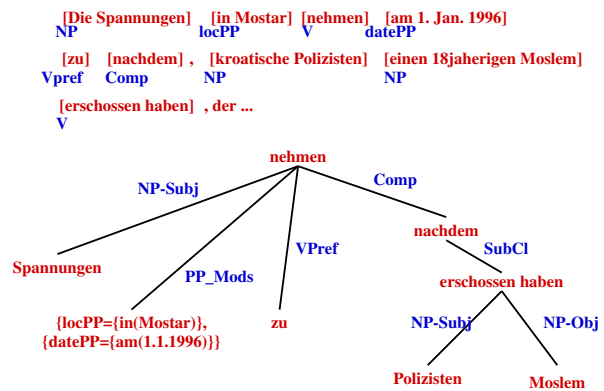 [Die Spannungen] [in Mostar] [nehmen] [am 1. Jan. 1996]
NP locPP V datePP
[zu] [nachdem] , [kroatische Polizisten] [einen 18jaherigen Moslem]
Vpref Comp NP NP
[erschossen haben] , der ...
V
nehmen
NP-Subj Comp
nachdem
VPref SubCl
Spannungen PP_Mods erschossen haben
{locPP={in(Mostar)}, zu NP-Subj NP-Obj
{datePP={am(1.1.1996)}}
Polizisten Moslem